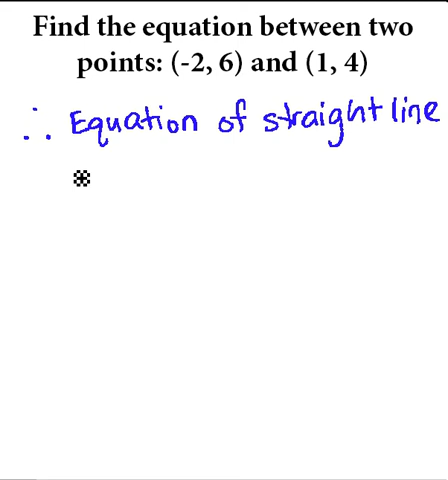 Find the equation between two
points: (-2, 6) and (1, 4)
∴ Equation of straight line